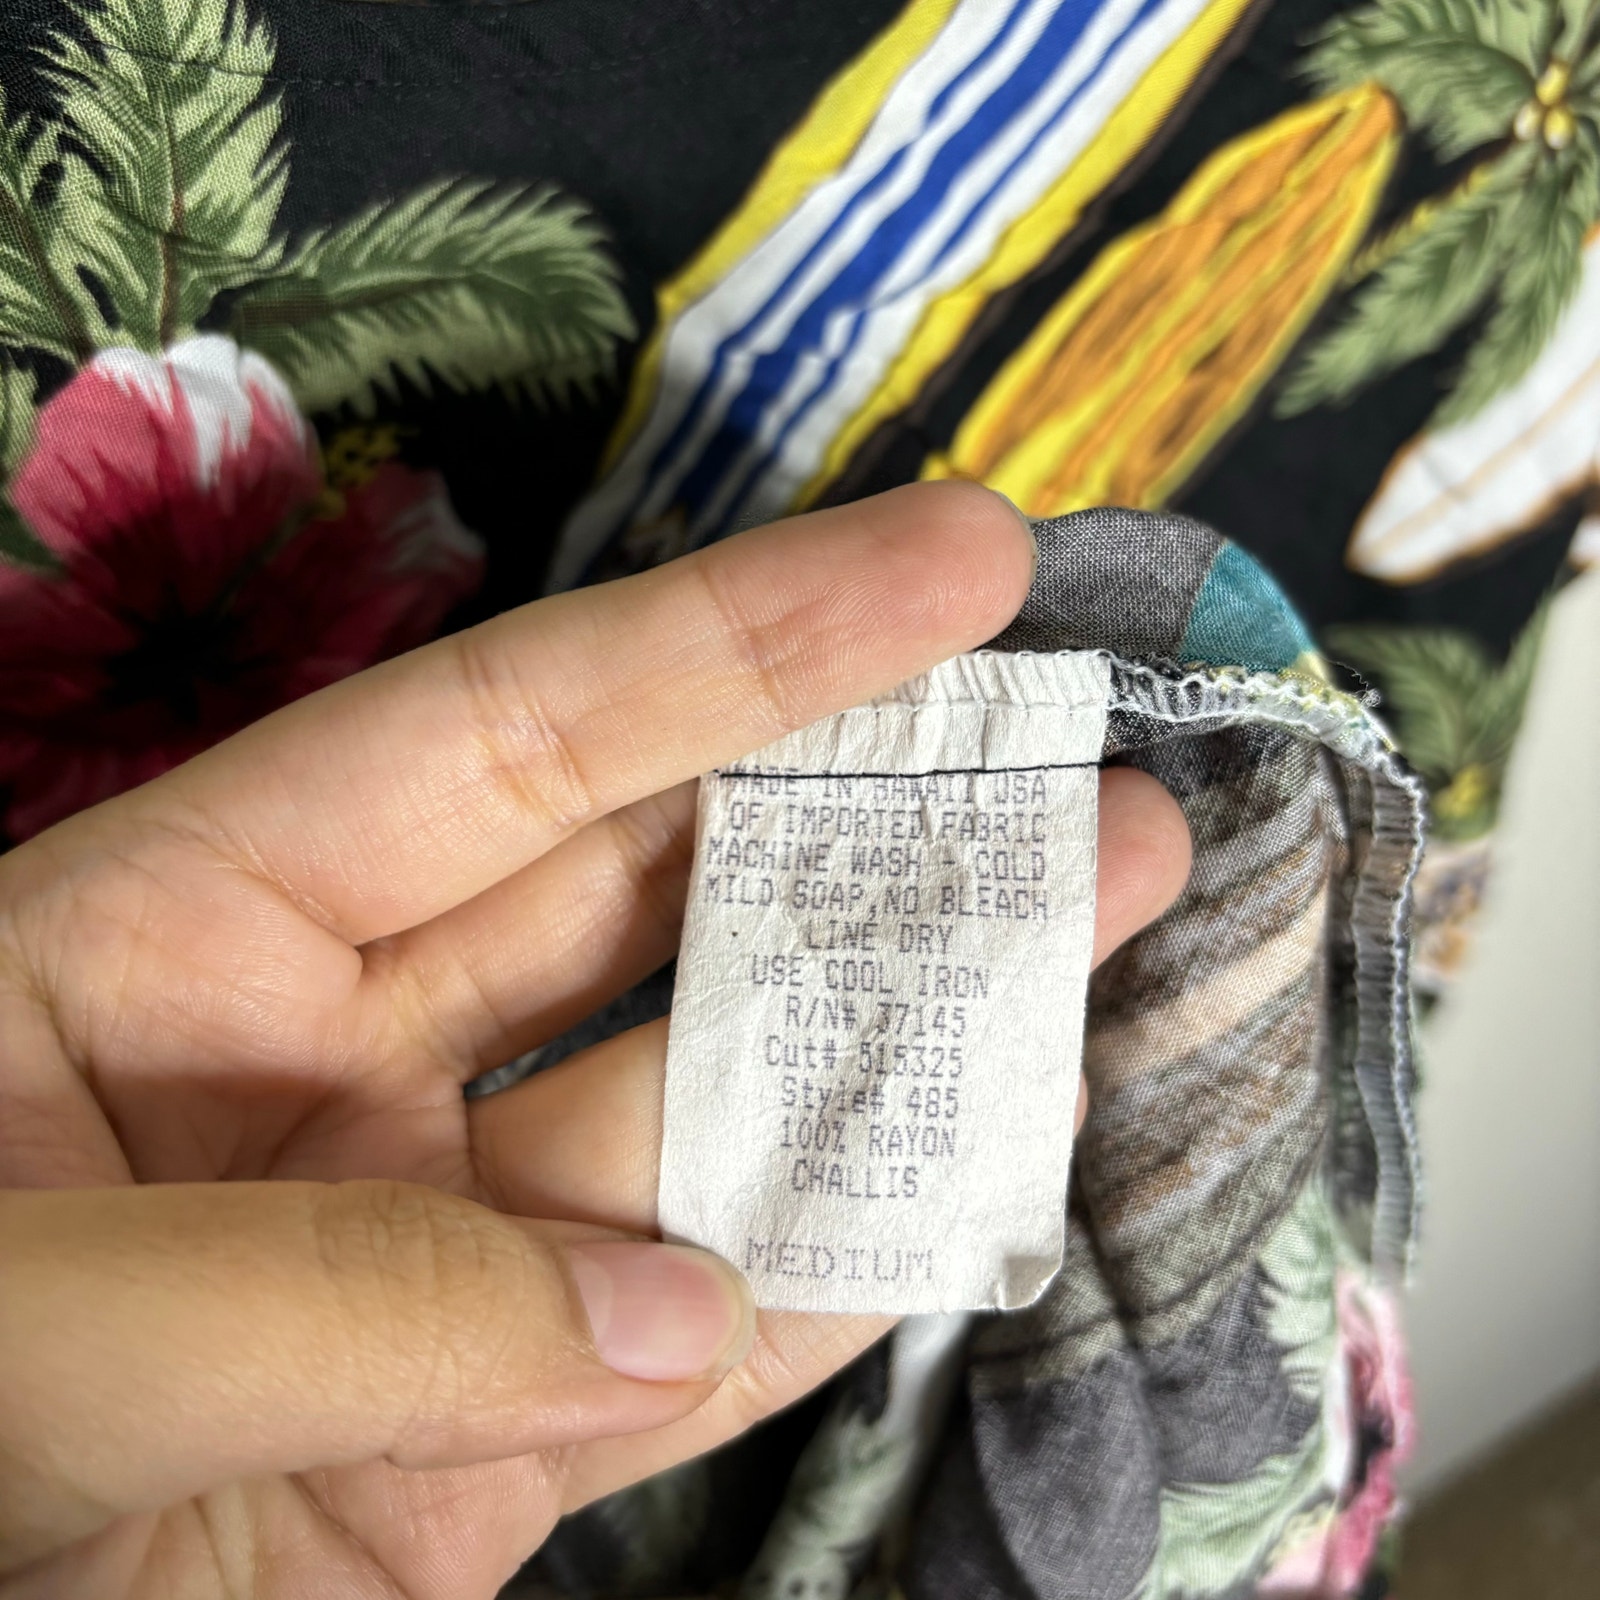 MADE IN HAWAII USA
OF IMPORTED FABRIC
MACHINE WASH - COLD
MILD SOAP,NO BLEACH
LINE DRY
USE COOL IRON
R/N# 37145
Cut# 515325
Style# 485
100% RAYON
CHALLIS
MEDIUM